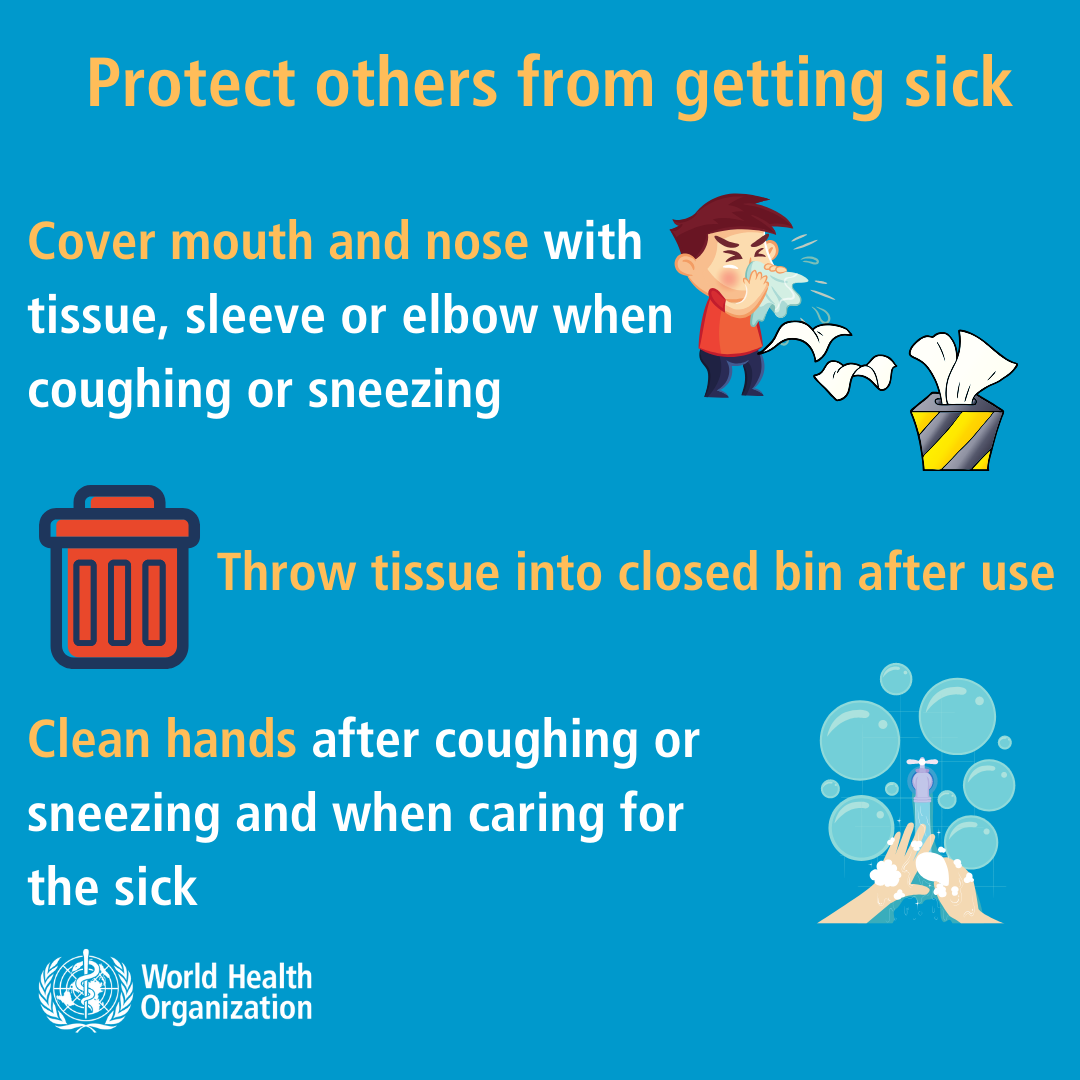 Protect others from getting sick
Cover mouth and nose with
tissue, sleeve or elbow when
coughing or sneezing
Throw tissue into closed bin after use
Clean hands after coughing or
sneezing and when caring for
the sick
World Health
Organization